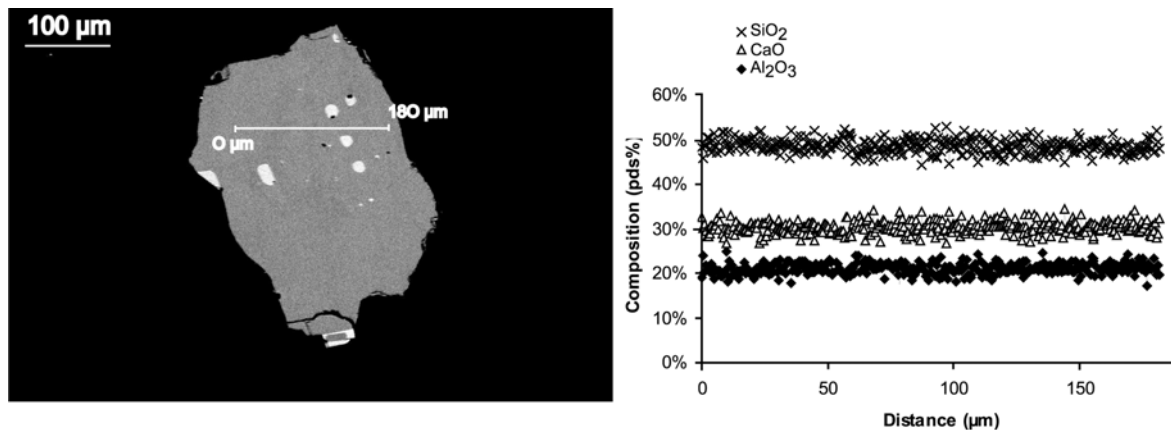 100 µm
18O µm
O µm
SiO₂
CaO
Al₂O₃
60%
50%
40%
30%
20%
10%
0%
Composition (pds%)
0 50 100 150
Distance (µm)